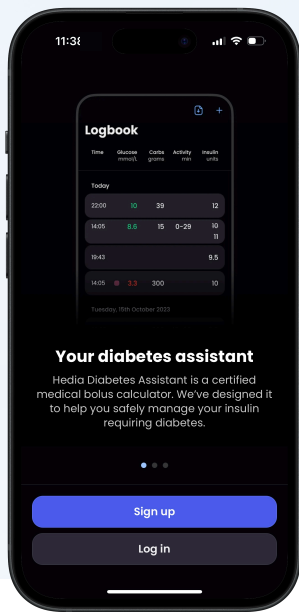 11:38
Logbook
Time Glucose Carbs Activity Insulin
mmol/L grams min units
Today
22:00 10 39 12
14:05 8.6 15 0-29 10
11
19:43 9.5
14:05 3.3 300 10
Tuesday, 15th October 2023
Your diabetes assistant
Hedia Diabetes Assistant is a certified
medical bolus calculator. We've designed it
to help you safely manage your insulin
requiring diabetes.
Sign up
Log in